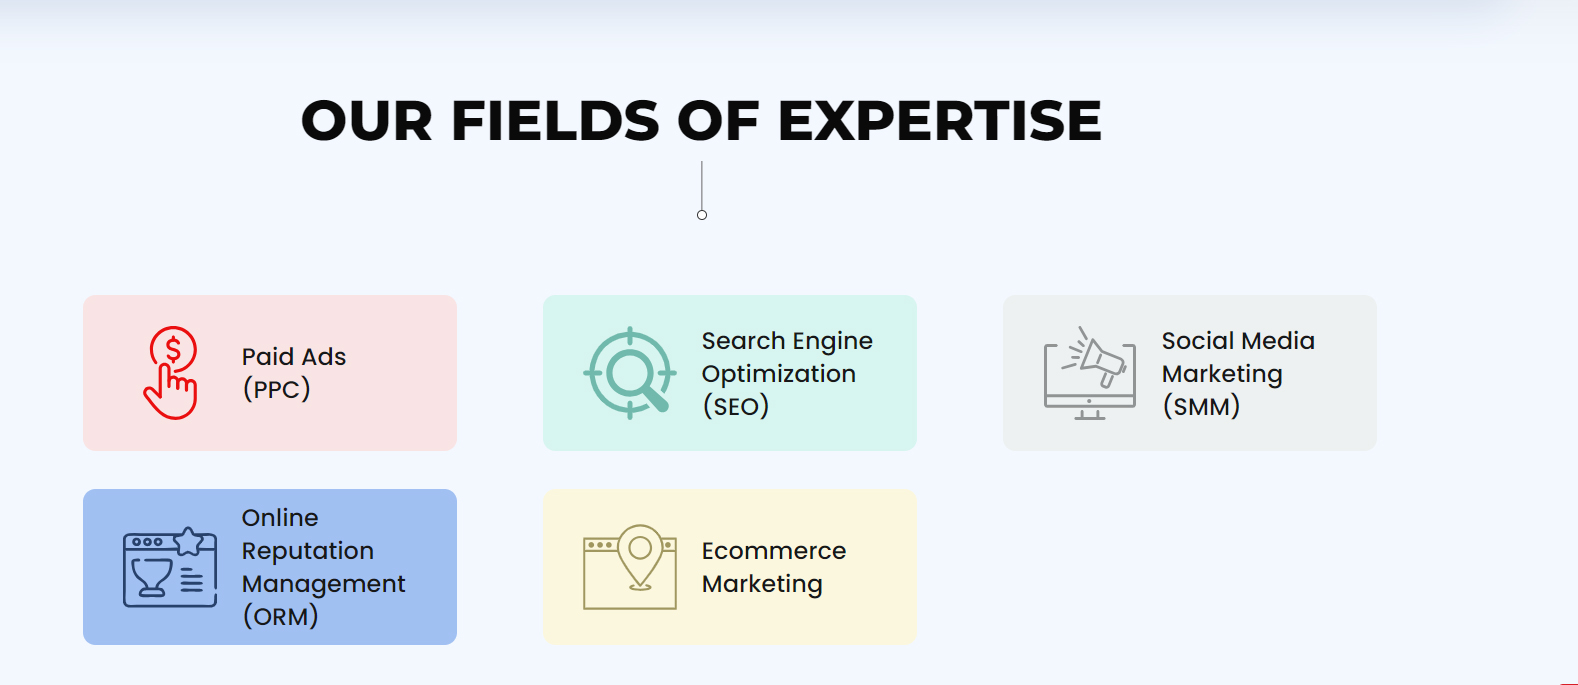 OUR FIELDS OF EXPERTISE
$
Paid Ads
(PPC)
Search Engine
Optimization
(SEO)
Social Media
Marketing
(SMM)
Online
Reputation
Management
(ORM)
Ecommerce
Marketing